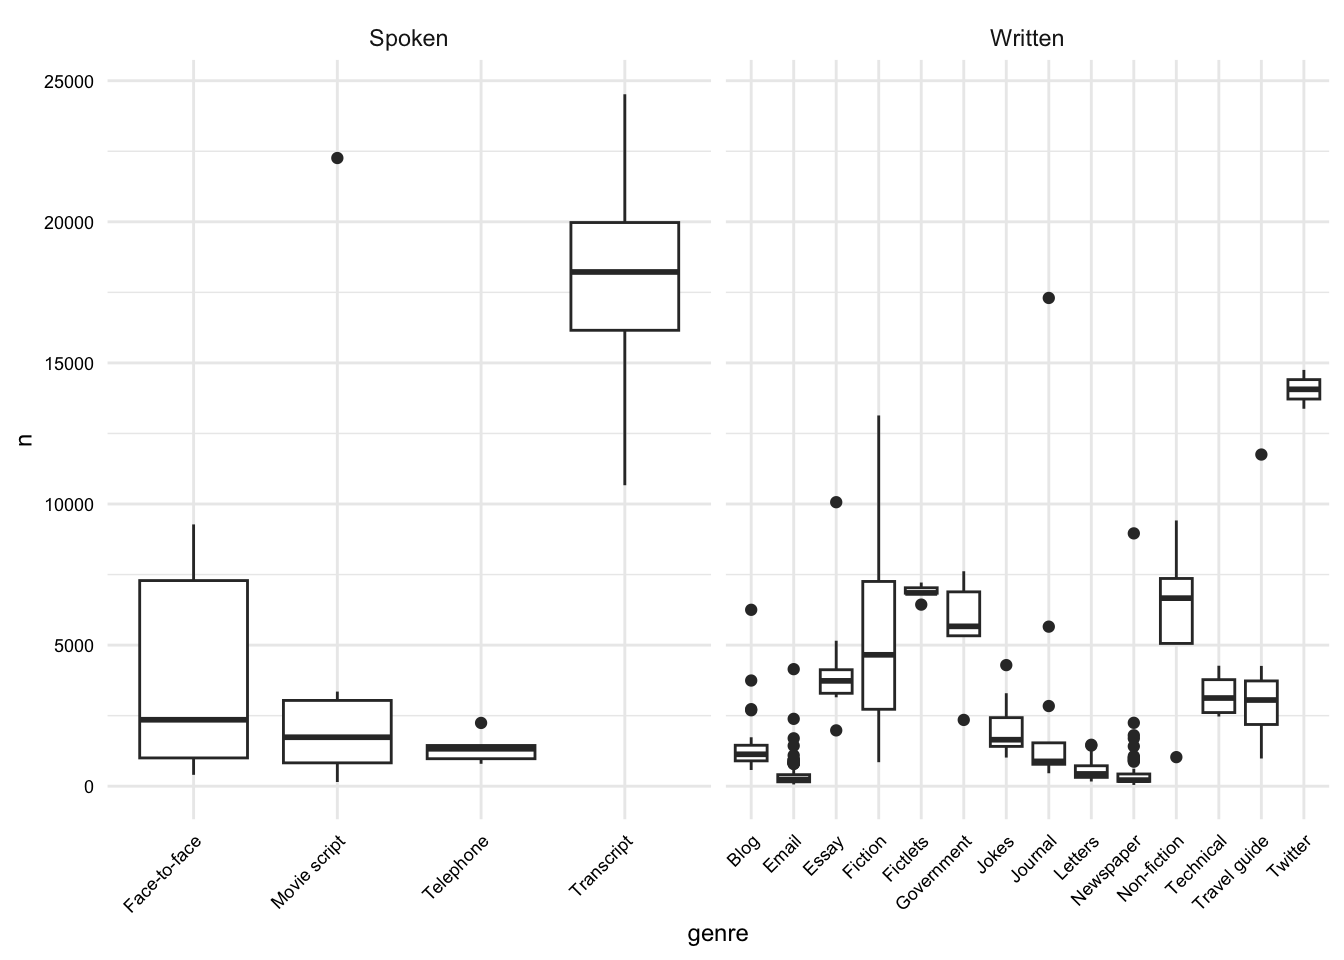 Spoken
Written
25000
20000
15000
10000
5000
0
n
Face-to-face
Movie script
Telephone
Transcript
Blog
Email
Essay
Fiction
Fictlets
Government
Jokes
Journal
Letters
Newspaper
Non-fiction
Technical
Travel guide
Twitter
genre